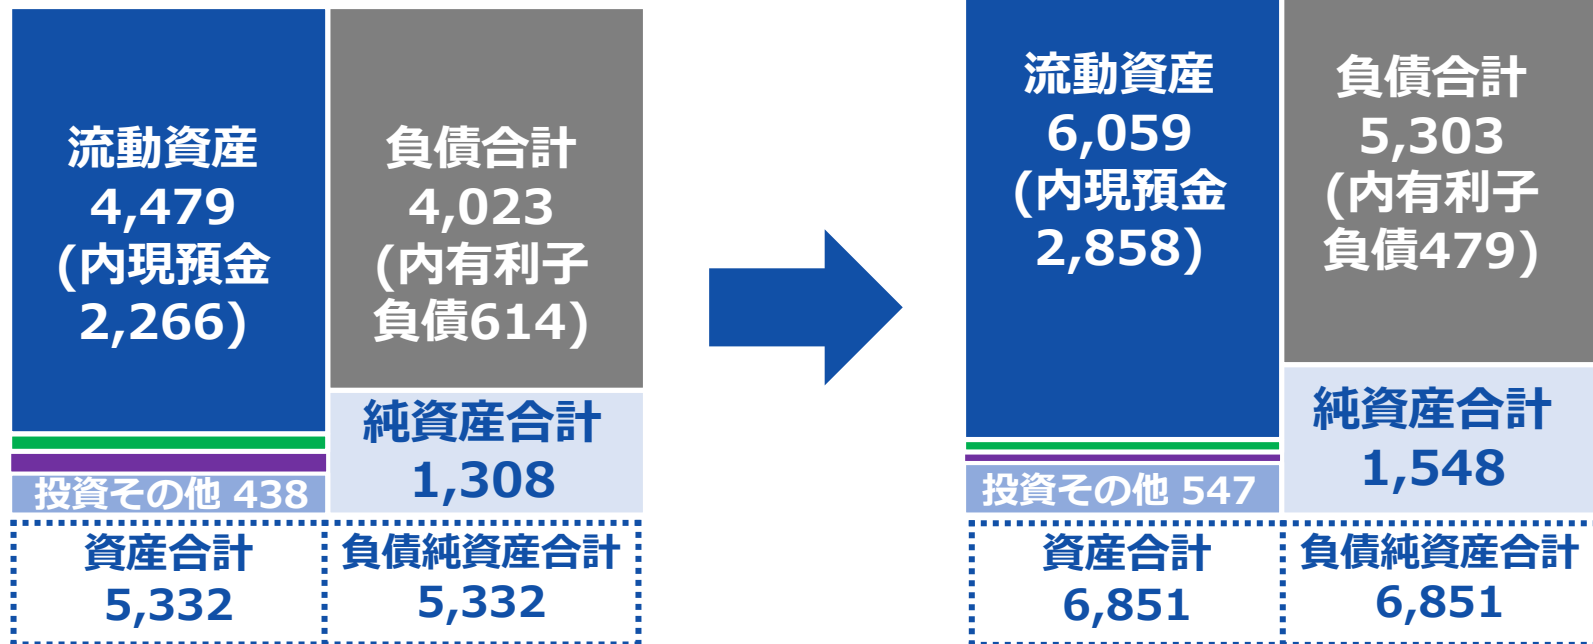 流動資産
4,479
(内現預金
2,266)
投資その他 438
負債合計
4,023
(内有利子
負債614)
純資産合計
1,308
資産合計
5,332
負債純資産合計
5,332
流動資産
6,059
(内現預金
2,858)
投資その他 547
負債合計
5,303
(内有利子
負債479)
純資産合計
1,548
資産合計
6,851
負債純資産合計
6,851